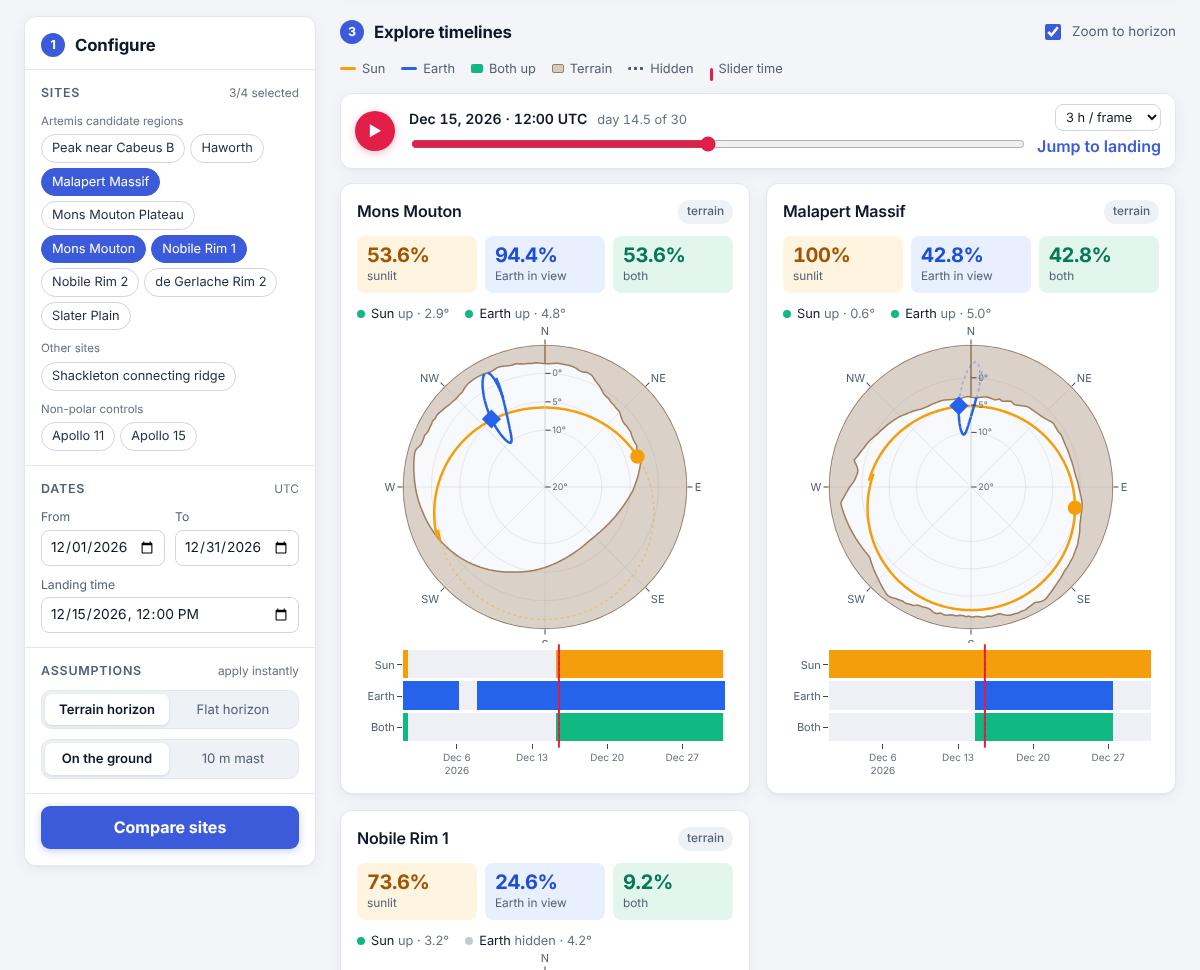 1 Configure
SITES 3/4 selected
Artemis candidate regions
Peak near Cabeus B Haworth
Malapert Massif
Mons Mouton Plateau
Mons Mouton Nobile Rim 1
Nobile Rim 2 de Gerlache Rim 2
Slater Plain
Other sites
Shackleton connecting ridge
Non-polar controls
Apollo 11 Apollo 15
DATES UTC
From To
12/01/2026 12/31/2026
Landing time
12/15/2026, 12:00 PM
ASSUMPTIONS apply instantly
Terrain horizon Flat horizon
On the ground 10 m mast
Compare sites
3 Explore timelines Zoom to horizon
Sun Earth Both up Terrain Hidden Slider time
Dec 15, 2026 · 12:00 UTC day 14.5 of 30 3 h / frame
Jump to landing
Mons Mouton terrain
53.6% 94.4% 53.6%
sunlit Earth in view both
Sun up · 2.9° Earth up · 4.8°
N
NW NE
0°
5°
10°
W 20° E
SW SE
S
Sun
Earth
Both
Dec 6 Dec 13 Dec 20 Dec 27
2026
Malapert Massif terrain
100% 42.8% 42.8%
sunlit Earth in view both
Sun up · 0.6° Earth up · 5.0°
N
NW NE
0°
5°
10°
W 20° E
SW SE
S
Sun
Earth
Both
Dec 6 Dec 13 Dec 20 Dec 27
2026
Nobile Rim 1 terrain
73.6% 24.6% 9.2%
sunlit Earth in view both
Sun up · 3.2° Earth hidden · 4.2°
N